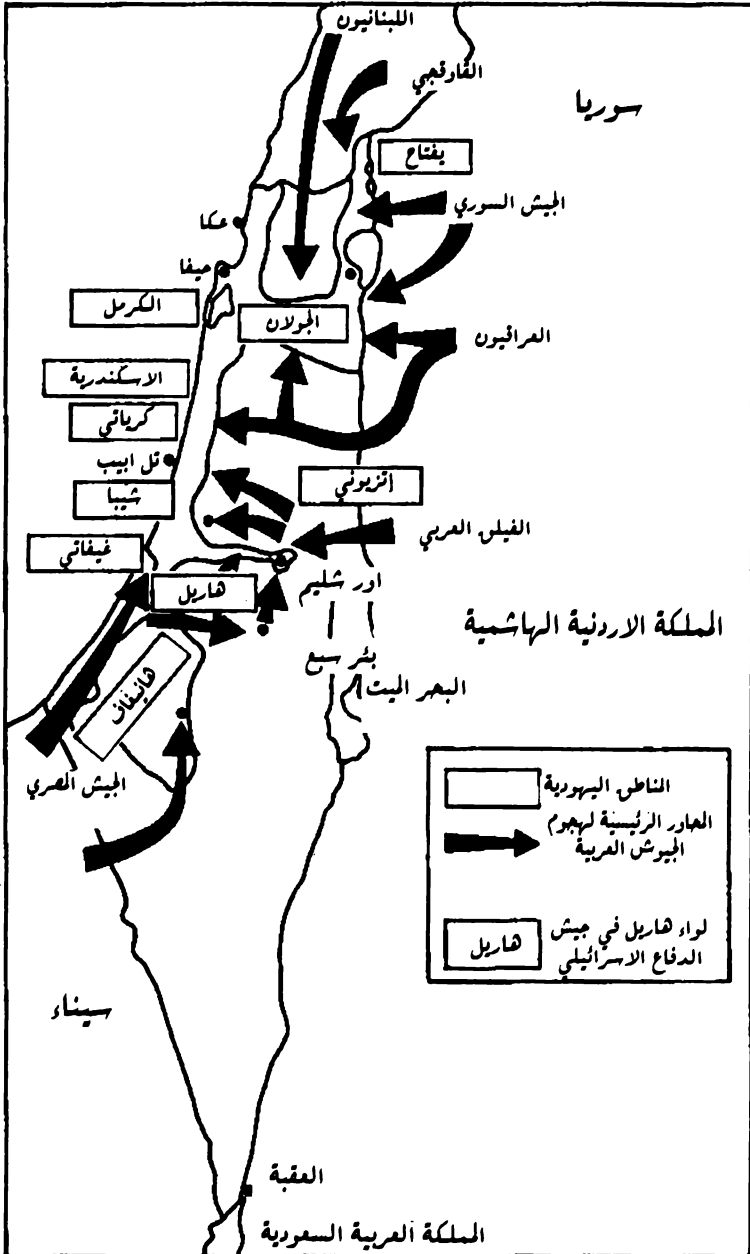 اللبنانيون
القاوقجي
سوريا
يفتاح
الجيش السوري
عكا
حيفا
الكرمل
الجولان
العراقيون
الاسكندرية
كرياتي
تل ابيب
إتزيوني
شيبا
الفيلق العربي
غيفاتي
هاريل
اور شليم
المملكة الاردنية الهاشمية
بئر سبع
البحر الميت
هانيغاف
الجيش المصري
المناطق اليهودية
المحاور الرئيسية لهجوم
الجيوش العربية
لواء هاريل في جيش
الدفاع الاسرائيلي
هاريل
سيناء
العقبة
المملكة العربية السعودية